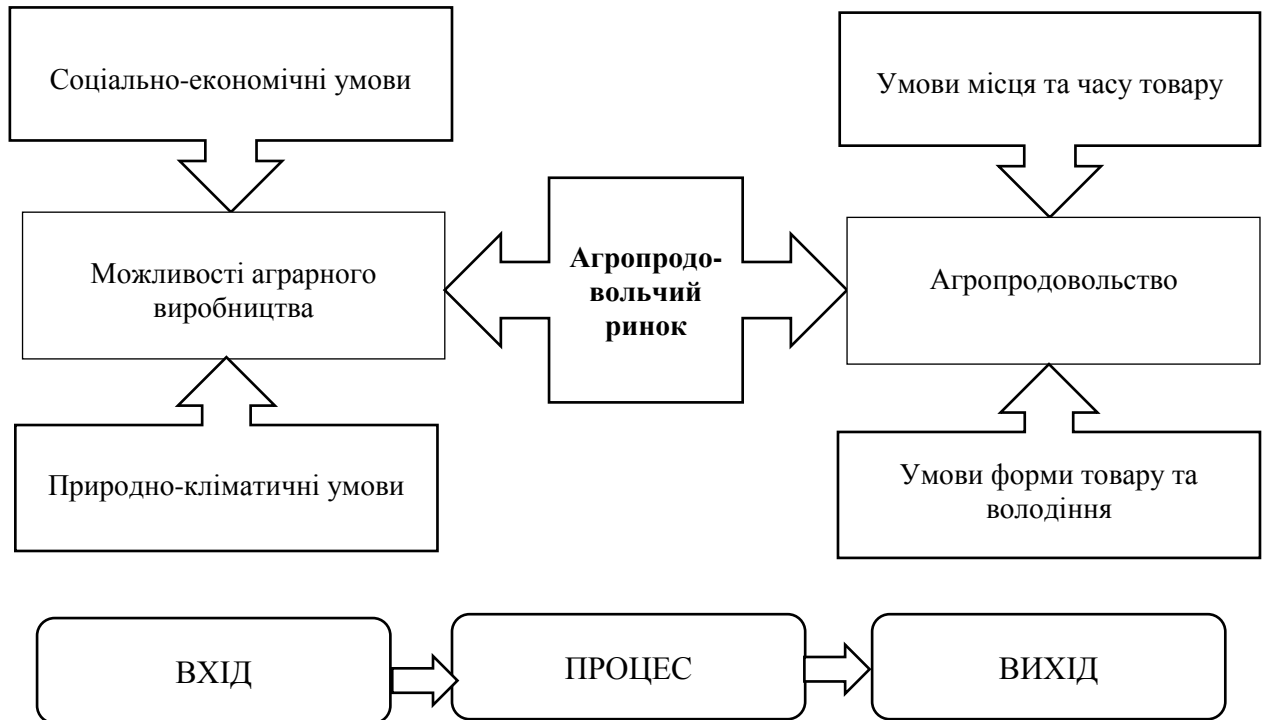 Соціально-економічні умови
Умови місця та часу товару
Можливості аграрного
виробництва
Агропродо-
вольчий
ринок
Агропродовольство
Природно-кліматичні умови
Умови форми товару та
володіння
ВХІД
ПРОЦЕС
ВИХІД